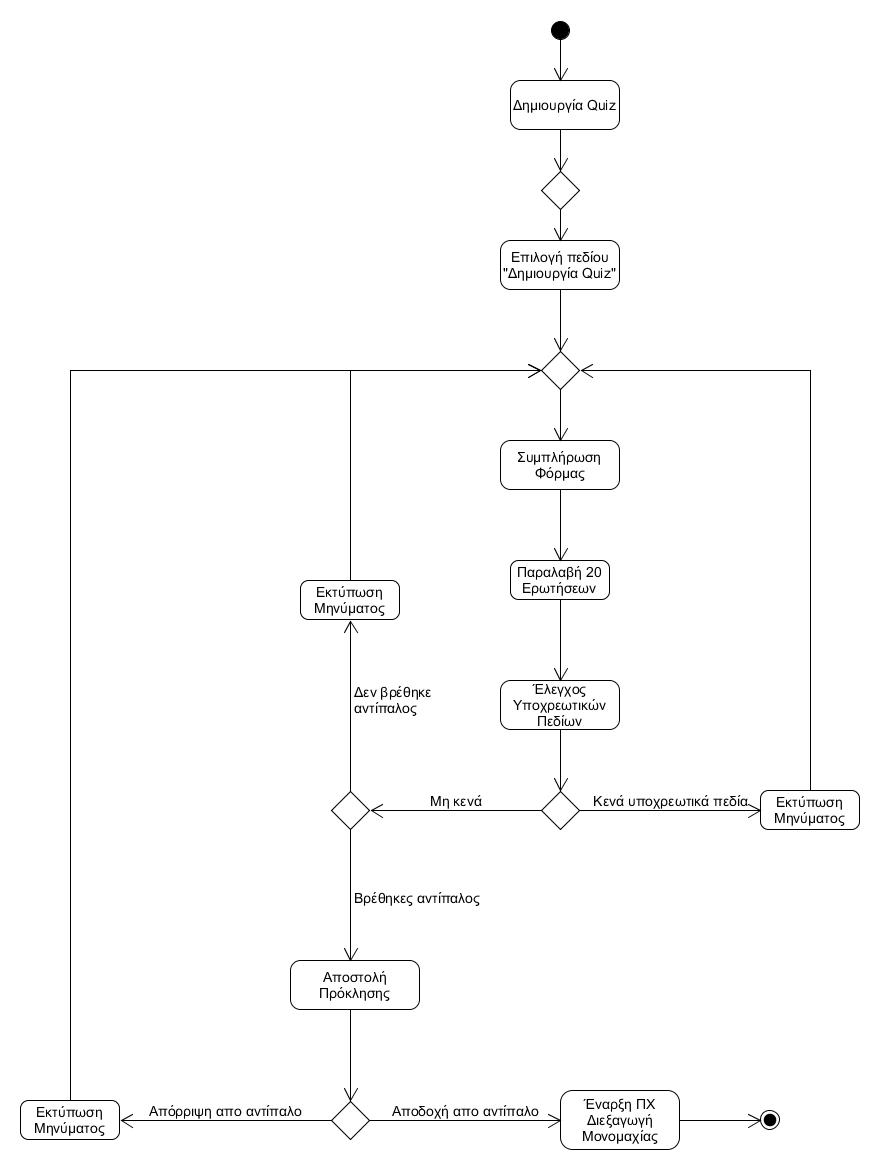 Δημιουργία Quiz
Επιλογή πεδίου
"Δημιουργία Quiz"
Συμπλήρωση
Φόρμας
Παραλαβή 20
Ερωτήσεων
Εκτύπωση
Μηνύματος
Έλεγχος
Υποχρεωτικών
Πεδίων
Δεν βρέθηκε
αντίπαλος
Μη κενά
Κενά υποχρεωτικά πεδία
Εκτύπωση
Μηνύματος
Βρέθηκες αντίπαλος
Αποστολή
Πρόκλησης
Εκτύπωση
Μηνύματος
Απόρριψη απο αντίπαλο
Αποδοχή απο αντίπαλο
Έναρξη ΠΧ
Διεξαγωγή
Μονομαχίας